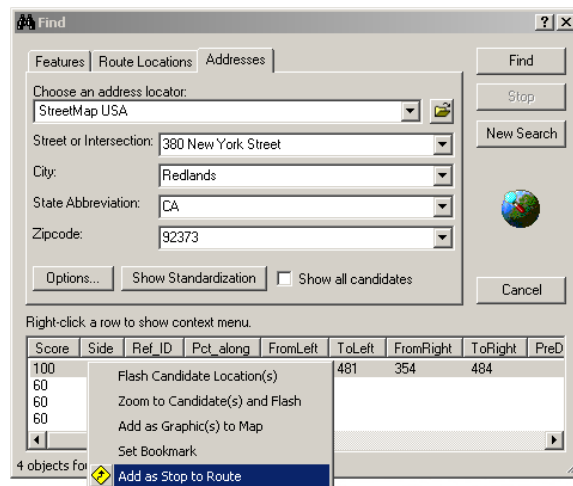 Find
Features Route Locations Addresses
Find
Choose an address locator:
StreetMap USA
Stop
Street or Intersection: 380 New York Street
New Search
City: Redlands
State Abbreviation: CA
Zipcode: 92373
Options... Show Standardization Show all candidates
Cancel
Right-click a row to show context menu.
Score Side Ref_ID Pct_along FromLeft ToLeft FromRight ToRight PreD
100 481 354 484
60
60
60
Flash Candidate Location(s)
Zoom to Candidate(s) and Flash
Add as Graphic(s) to Map
Set Bookmark
Add as Stop to Route
4 objects fo